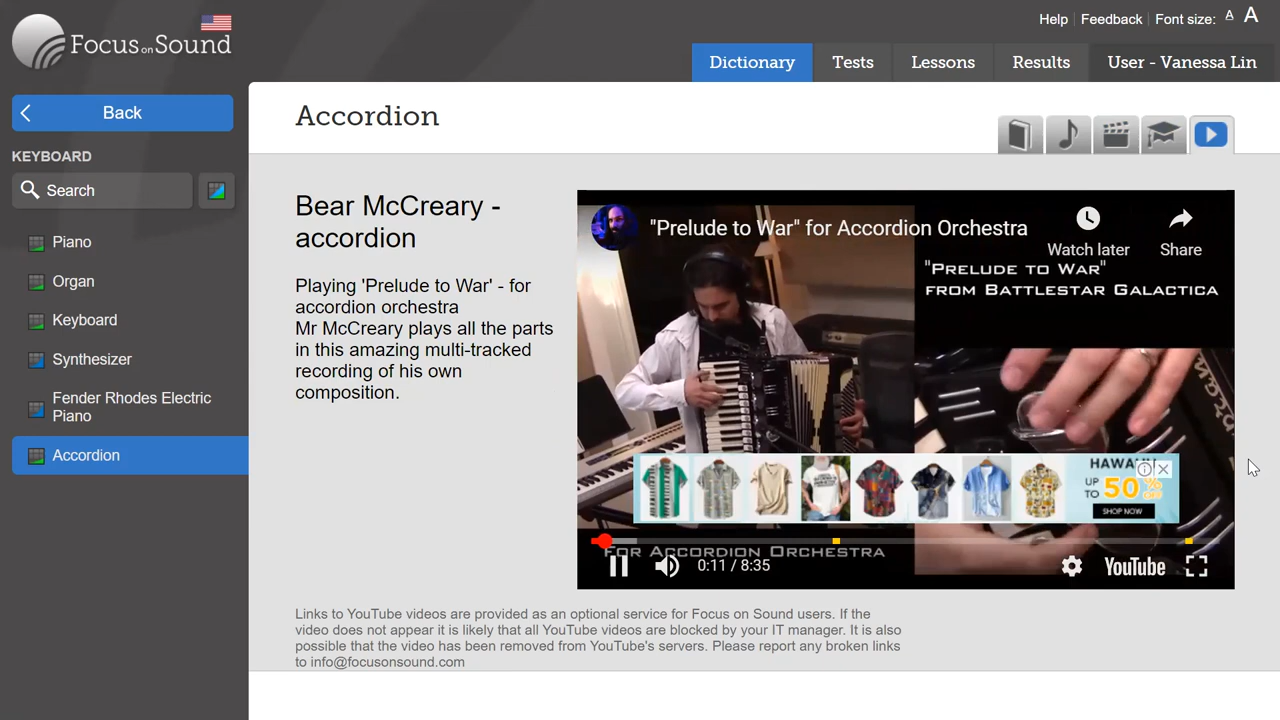 Help
Feedback
Font size: A A
Focus on Sound
Dictionary
Tests
Lessons
Results
User - Vanessa Lin
Back
KEYBOARD
Search
Piano
Organ
Keyboard
Synthesizer
Fender Rhodes Electric
Piano
Accordion
Accordion
Bear McCreary -
accordion
Playing 'Prelude to War' - for
accordion orchestra
Mr McCreary plays all the parts
in this amazing multi-tracked
recording of his own
composition.
"Prelude to War" for Accordion Orchestra
Watch later
Share
"PRELUDE TO WAR"
FROM BATTLESTAR GALACTICA
UP TO 50% OFF
SHOP NOW
FOR ACCORDION ORCHESTRA
0:11 / 8:35
YouTube
Links to YouTube videos are provided as an optional service for Focus on Sound users. If the
video does not appear it is likely that all YouTube videos are blocked by your IT manager. It is also
possible that the video has been removed from YouTube's servers. Please report any broken links
to info@focusonsound.com